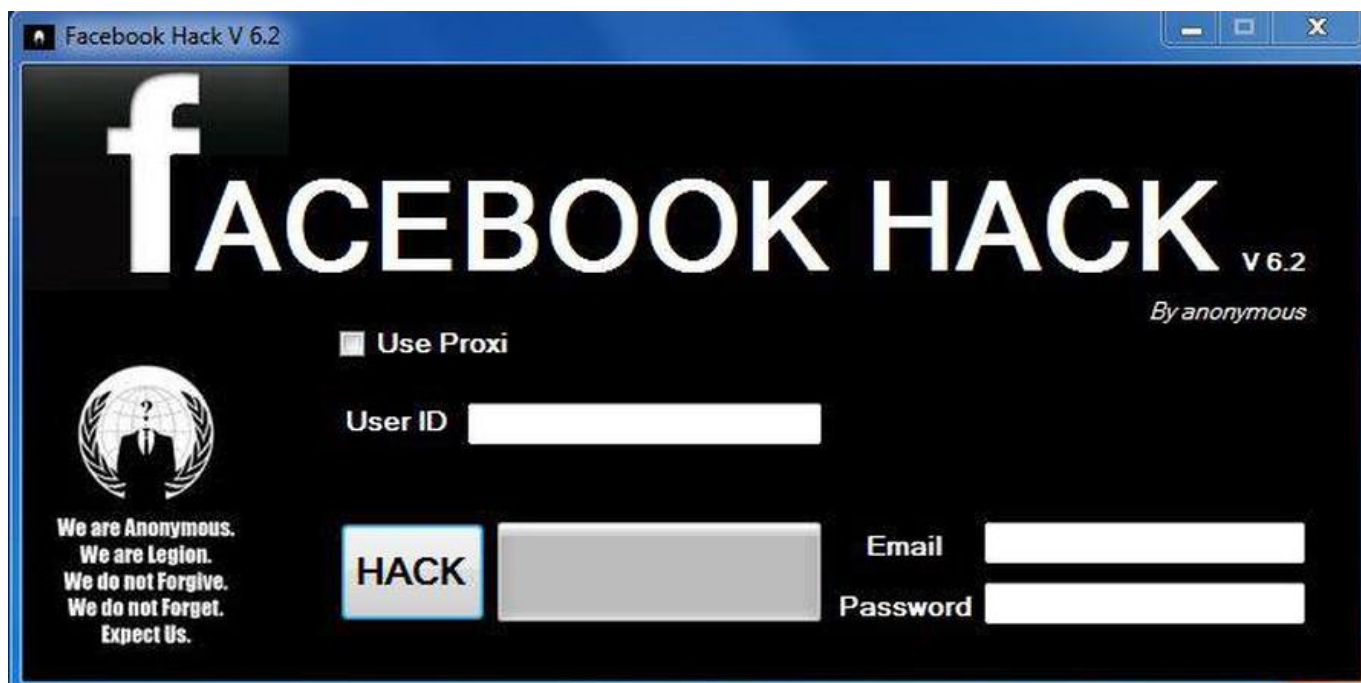 Facebook Hack V 6.2
fACEBOOK HACK V 6.2
By anonymous
Use Proxi
User ID
?
We are Anonymous.
We are Legion.
We do not Forgive.
We do not Forget.
Expect Us.
HACK
Email
Password